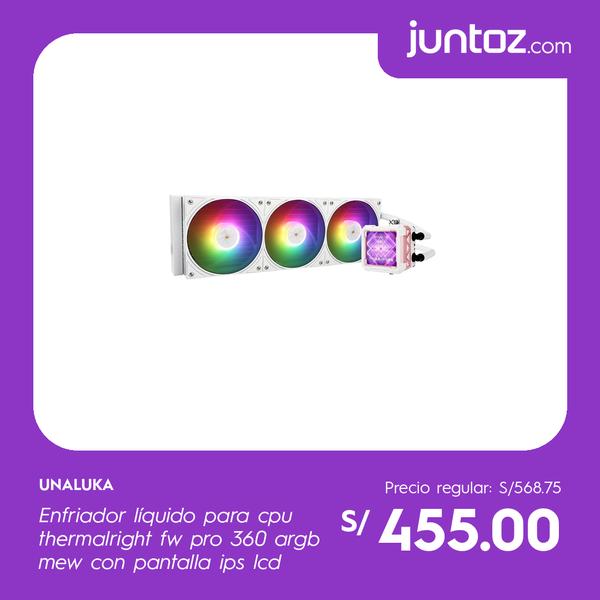 juntoz.com
UNALUKA
Enfriador líquido para cpu
thermalright fw pro 360 argb
mew con pantalla ips lcd
Precio regular: S/568.75
S/ 455.00